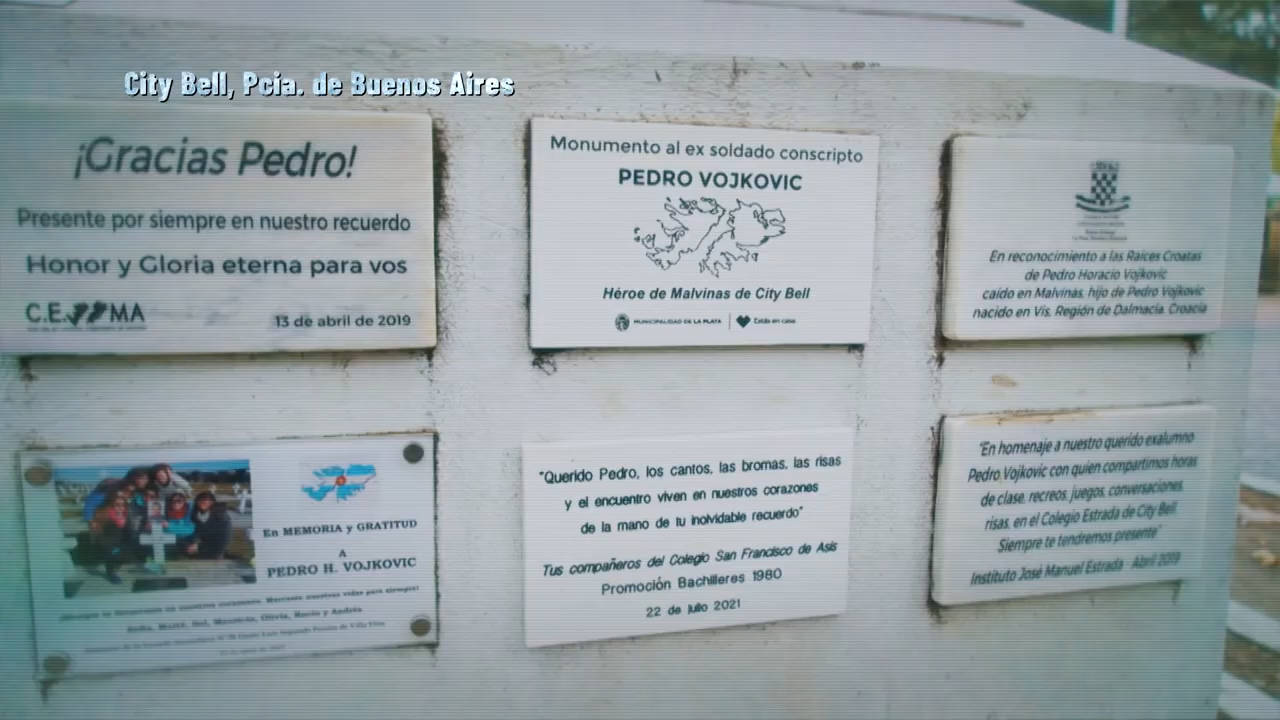 City Bell, Pcia. de Buenos Aires
¡Gracias Pedro!
Presente por siempre en nuestro recuerdo
Honor y Gloria eterna para vos
C.E. MA
13 de abril de 2019
Monumento al ex soldado conscripto
PEDRO VOJKOVIC
Héroe de Malvinas de City Bell
MUNICIPALIDAD DE LA PLATA
Estás en casa
En reconocimiento a las Raíces Croatas
de Pedro Horacio Vojkovic
caído en Malvinas, hijo de Pedro Vojkovic
nacido en Vis, Región de Dalmacia, Croacia
En MEMORIA y GRATITUD
A
PEDRO H. VOJKOVIC
"Querido Pedro, los cantos, las bromas, las risas
y el encuentro viven en nuestros corazones
de la mano de tu inolvidable recuerdo"
Tus compañeros del Colegio San Francisco de Asis
Promoción Bachilleres 1980
22 de julio 2021
"En homenaje a nuestro querido exalumno
Pedro Vojkovic con quien compartimos horas
de clase, recreos, juegos, conversaciones,
risas, en el Colegio Estrada de City Bell.
Siempre te tendremos presente"
Instituto José Manuel Estrada - Abril 2019